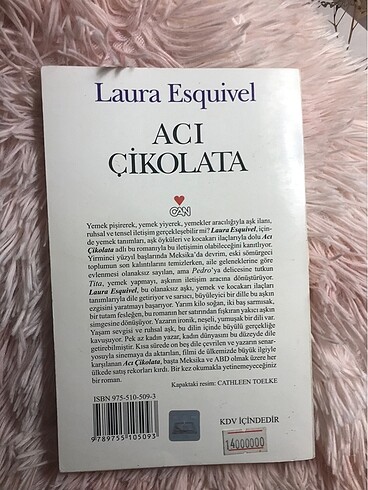 Laura Esquivel
ACI
ÇİKOLATA
CAN
Yemek pişirerek, yemek yiyerek, yemekler aracılığıyla aşk ilanı,
ruhsal ve tensel iletişim gerçekleşebilir mi? Laura Esquivel, için-
de yemek tanımları, aşk öyküleri ve kocakarı ilaçlarıyla dolu Acı
Çikolata adlı bu romanıyla bu iletişimin olabileceğini kanıtlıyor.
Yirminci yüzyıl başlarında Meksika'da devrim, eski sömürgeci
toplumun son kalıntılarını temizlerken, aile geleneklerine göre
evlenmesi olanaksız sayılan, ama Pedro'ya delicesine tutkun
Tita, yemek yapmayı, aşkının iletişim aracına dönüştürüyor.
Laura Esquivel, bu olanaksız aşkı, yemek ve kocakarı ilaçları
tanımlarıyla dile getiriyor ve sarsıcı, büyüleyici bir dille bu aşkın
ezgisini yaratmayı başarıyor. Yarım kilo soğan, iki baş sarmısak,
bir tutam fesleğen, bu romanın her satırından fışkıran yakıcı aşkın
simgesine dönüşüyor. Yazarın ironik, neşeli, yumuşak bir dili var.
Yaşam sevgisi ve ruhsal aşk, bu dilin içinde büyülü gerçekliğe
kavuşuyor. Pek az kadın yazar, kadın dünyasını bu düzeyde dile
getirebilmiştir. Kısa sürede on beş dile çevrilen ve yazarın senar-
yosuyla sinemaya da aktarılan, filmi de ülkemizde büyük ilgiyle
karşılanan Acı Çikolata, başta Meksika ve ABD olmak üzere her
ülkede satış rekorları kırdı. Bir kez okumakla yetinemeyeceğiniz
bir roman.
Kapaktaki resim: CATHLEEN TOELKE
ISBN 975-510-509-3
9789755105093
KDV İÇİNDEDİR
14000000